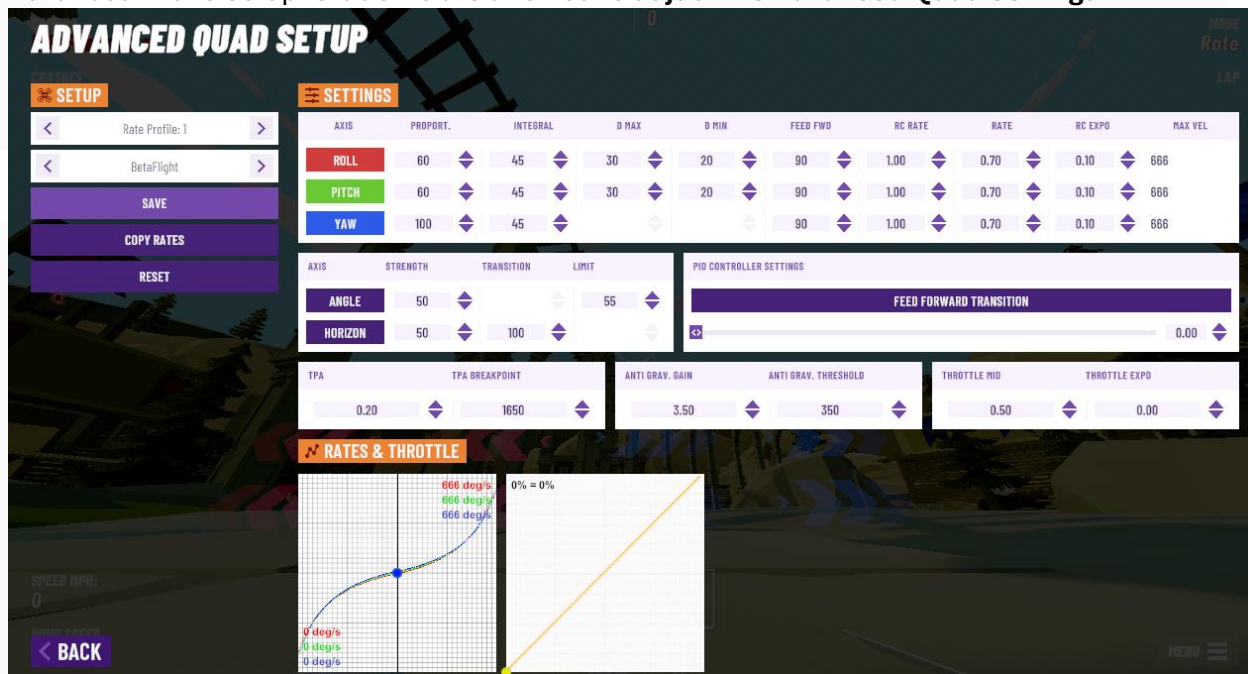 ADVANCED QUAD SETUP
0
MODE
Rate
CRASHES
LAP
SETUP
SETTINGS
Rate Profile: 1
BetaFlight
SAVE
COPY RATES
RESET
AXIS PROPORT. INTEGRAL D MAX D MIN FEED FWD RC RATE RATE RC EXPO MAX VEL
ROLL 60 45 30 20 90 1.00 0.70 0.10 666
PITCH 60 45 30 20 90 1.00 0.70 0.10 666
YAW 100 45 90 1.00 0.70 0.10 666
AXIS STRENGTH TRANSITION LIMIT
ANGLE 50 55
HORIZON 50 100
PID CONTROLLER SETTINGS
FEED FORWARD TRANSITION
0.00
TPA TPA BREAKPOINT ANTI GRAV. GAIN ANTI GRAV. THRESHOLD THROTTLE MID THROTTLE EXPO
0.20 1650 3.50 350 0.50 0.00
RATES & THROTTLE
666 deg/s
666 deg/s
666 deg/s
0% = 0%
0 deg/s
0 deg/s
0 deg/s
SPEED MPH:
0
BACK
MENU